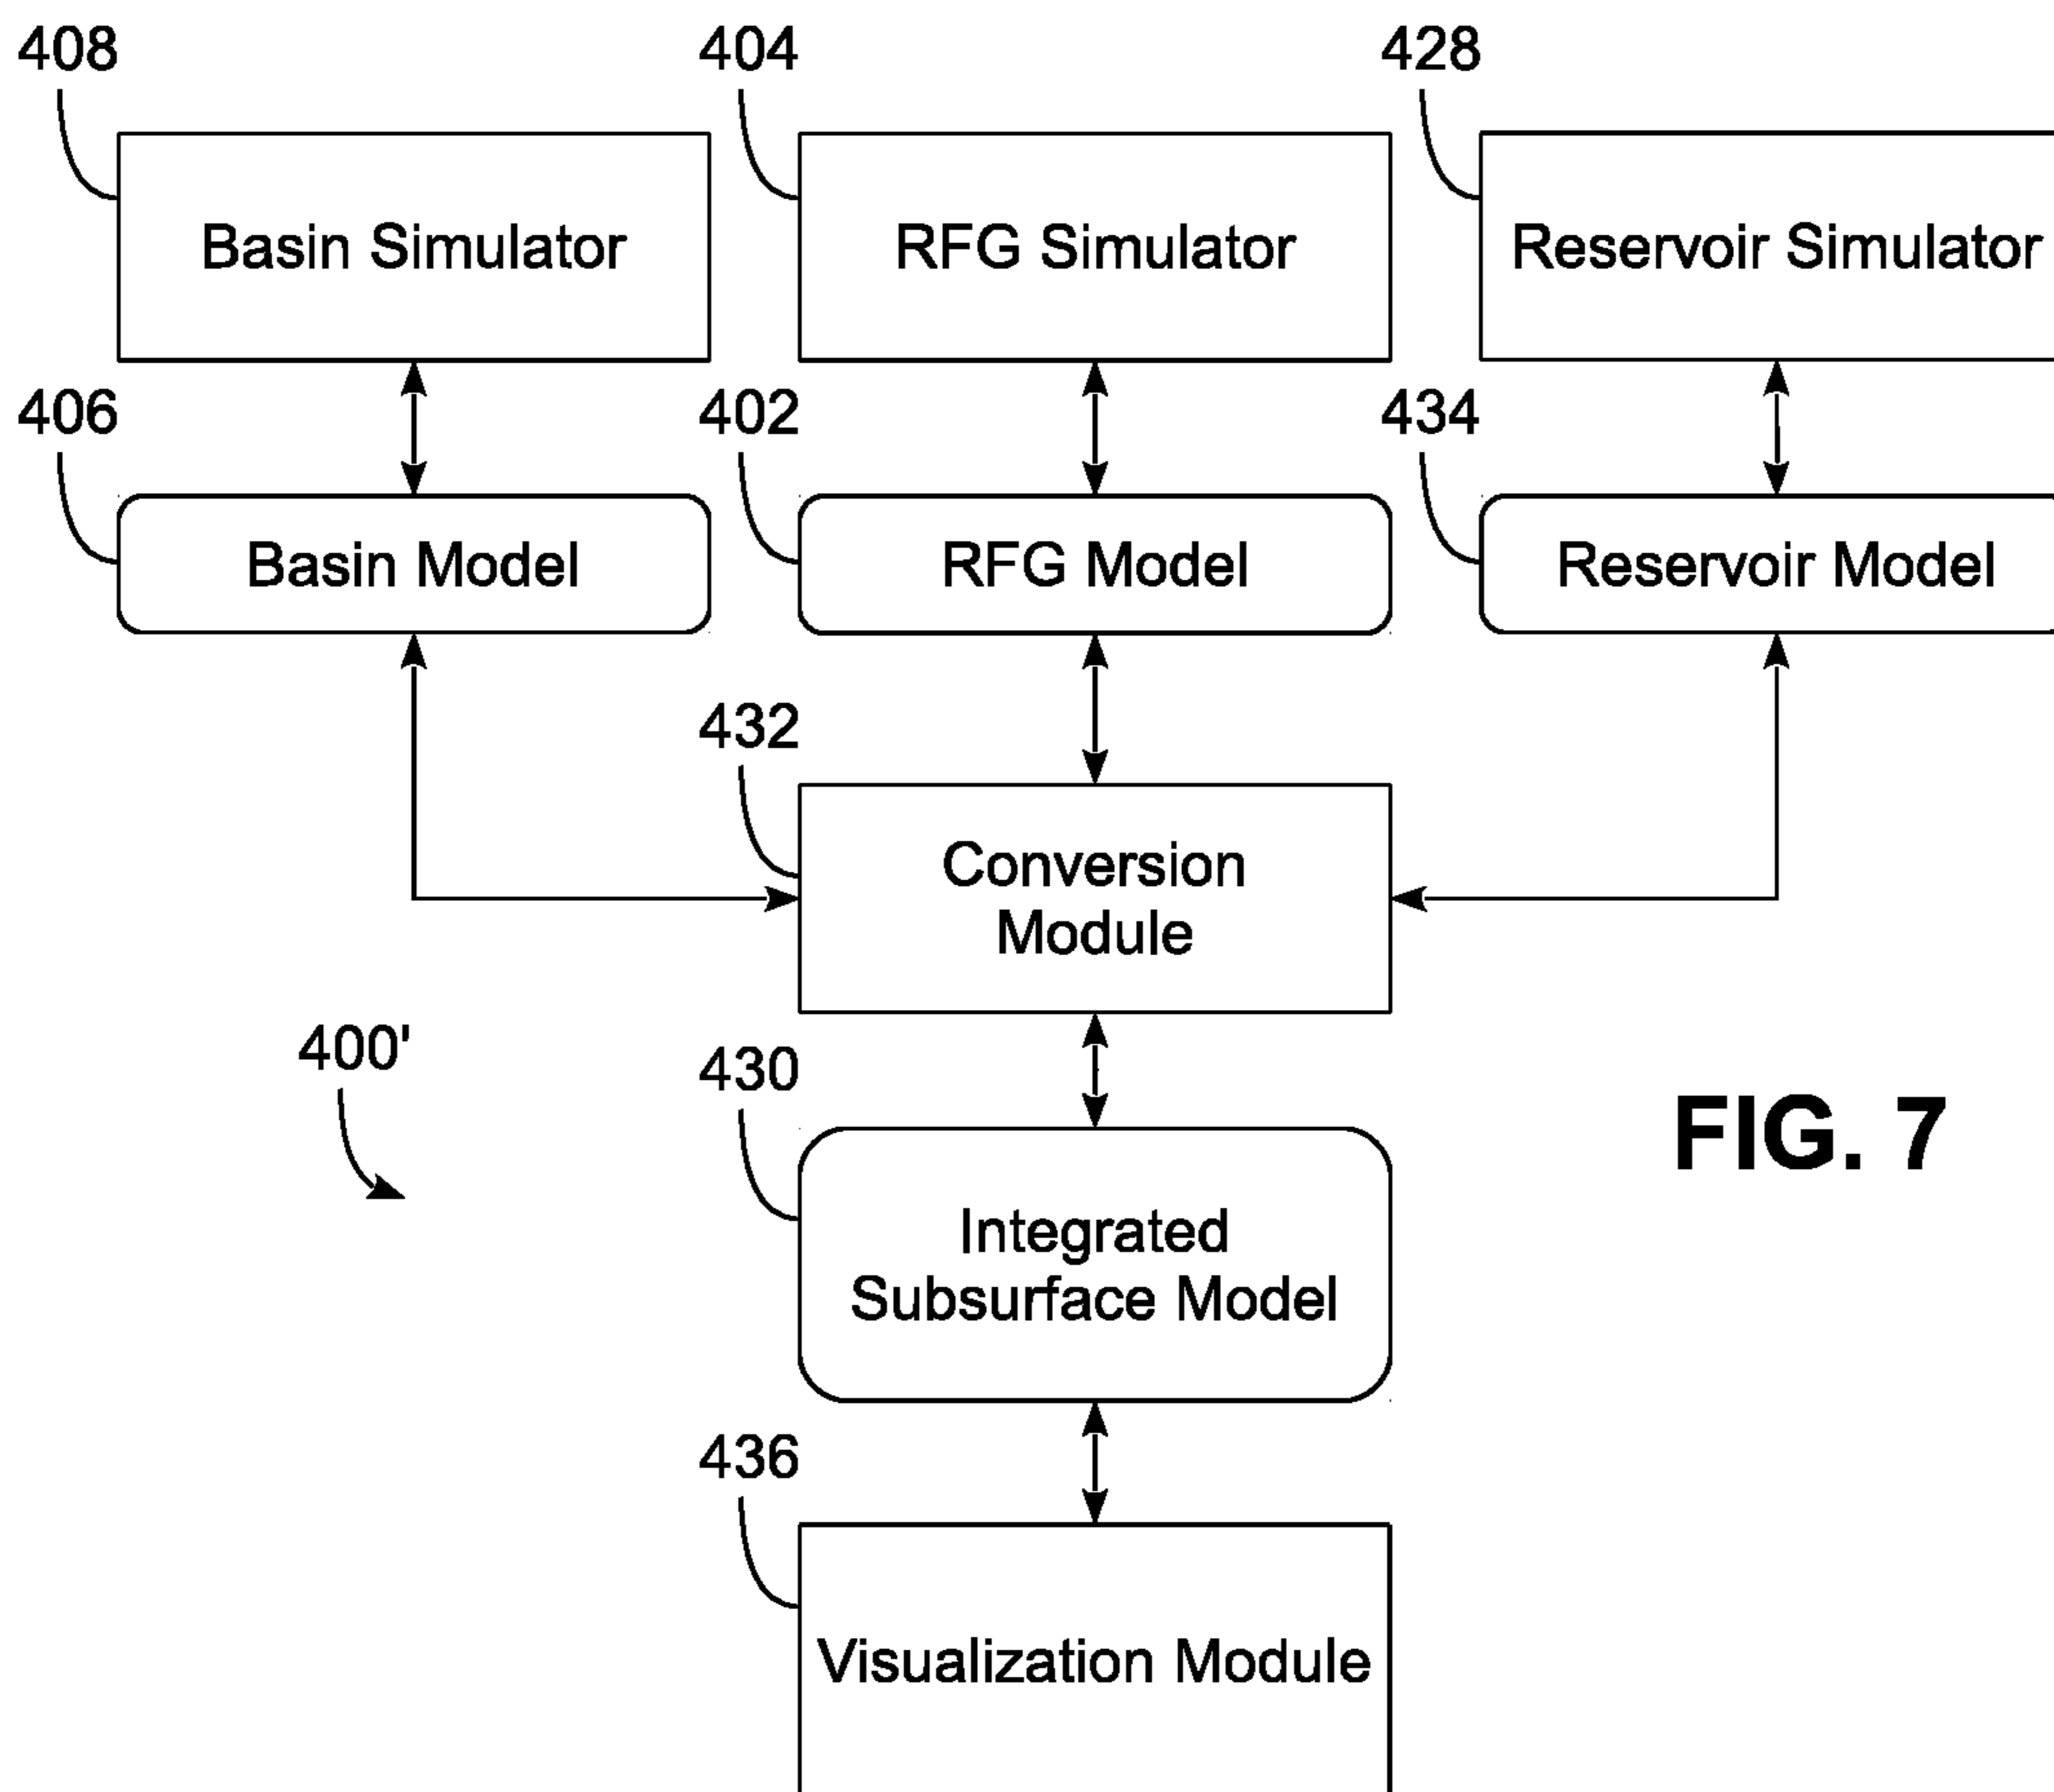 408
404
428
Basin Simulator
RFG Simulator
Reservoir Simulator
406
402
434
Basin Model
RFG Model
Reservoir Model
432
Conversion
Module
400'
430
FIG. 7
Integrated
Subsurface Model
436
Visualization Module